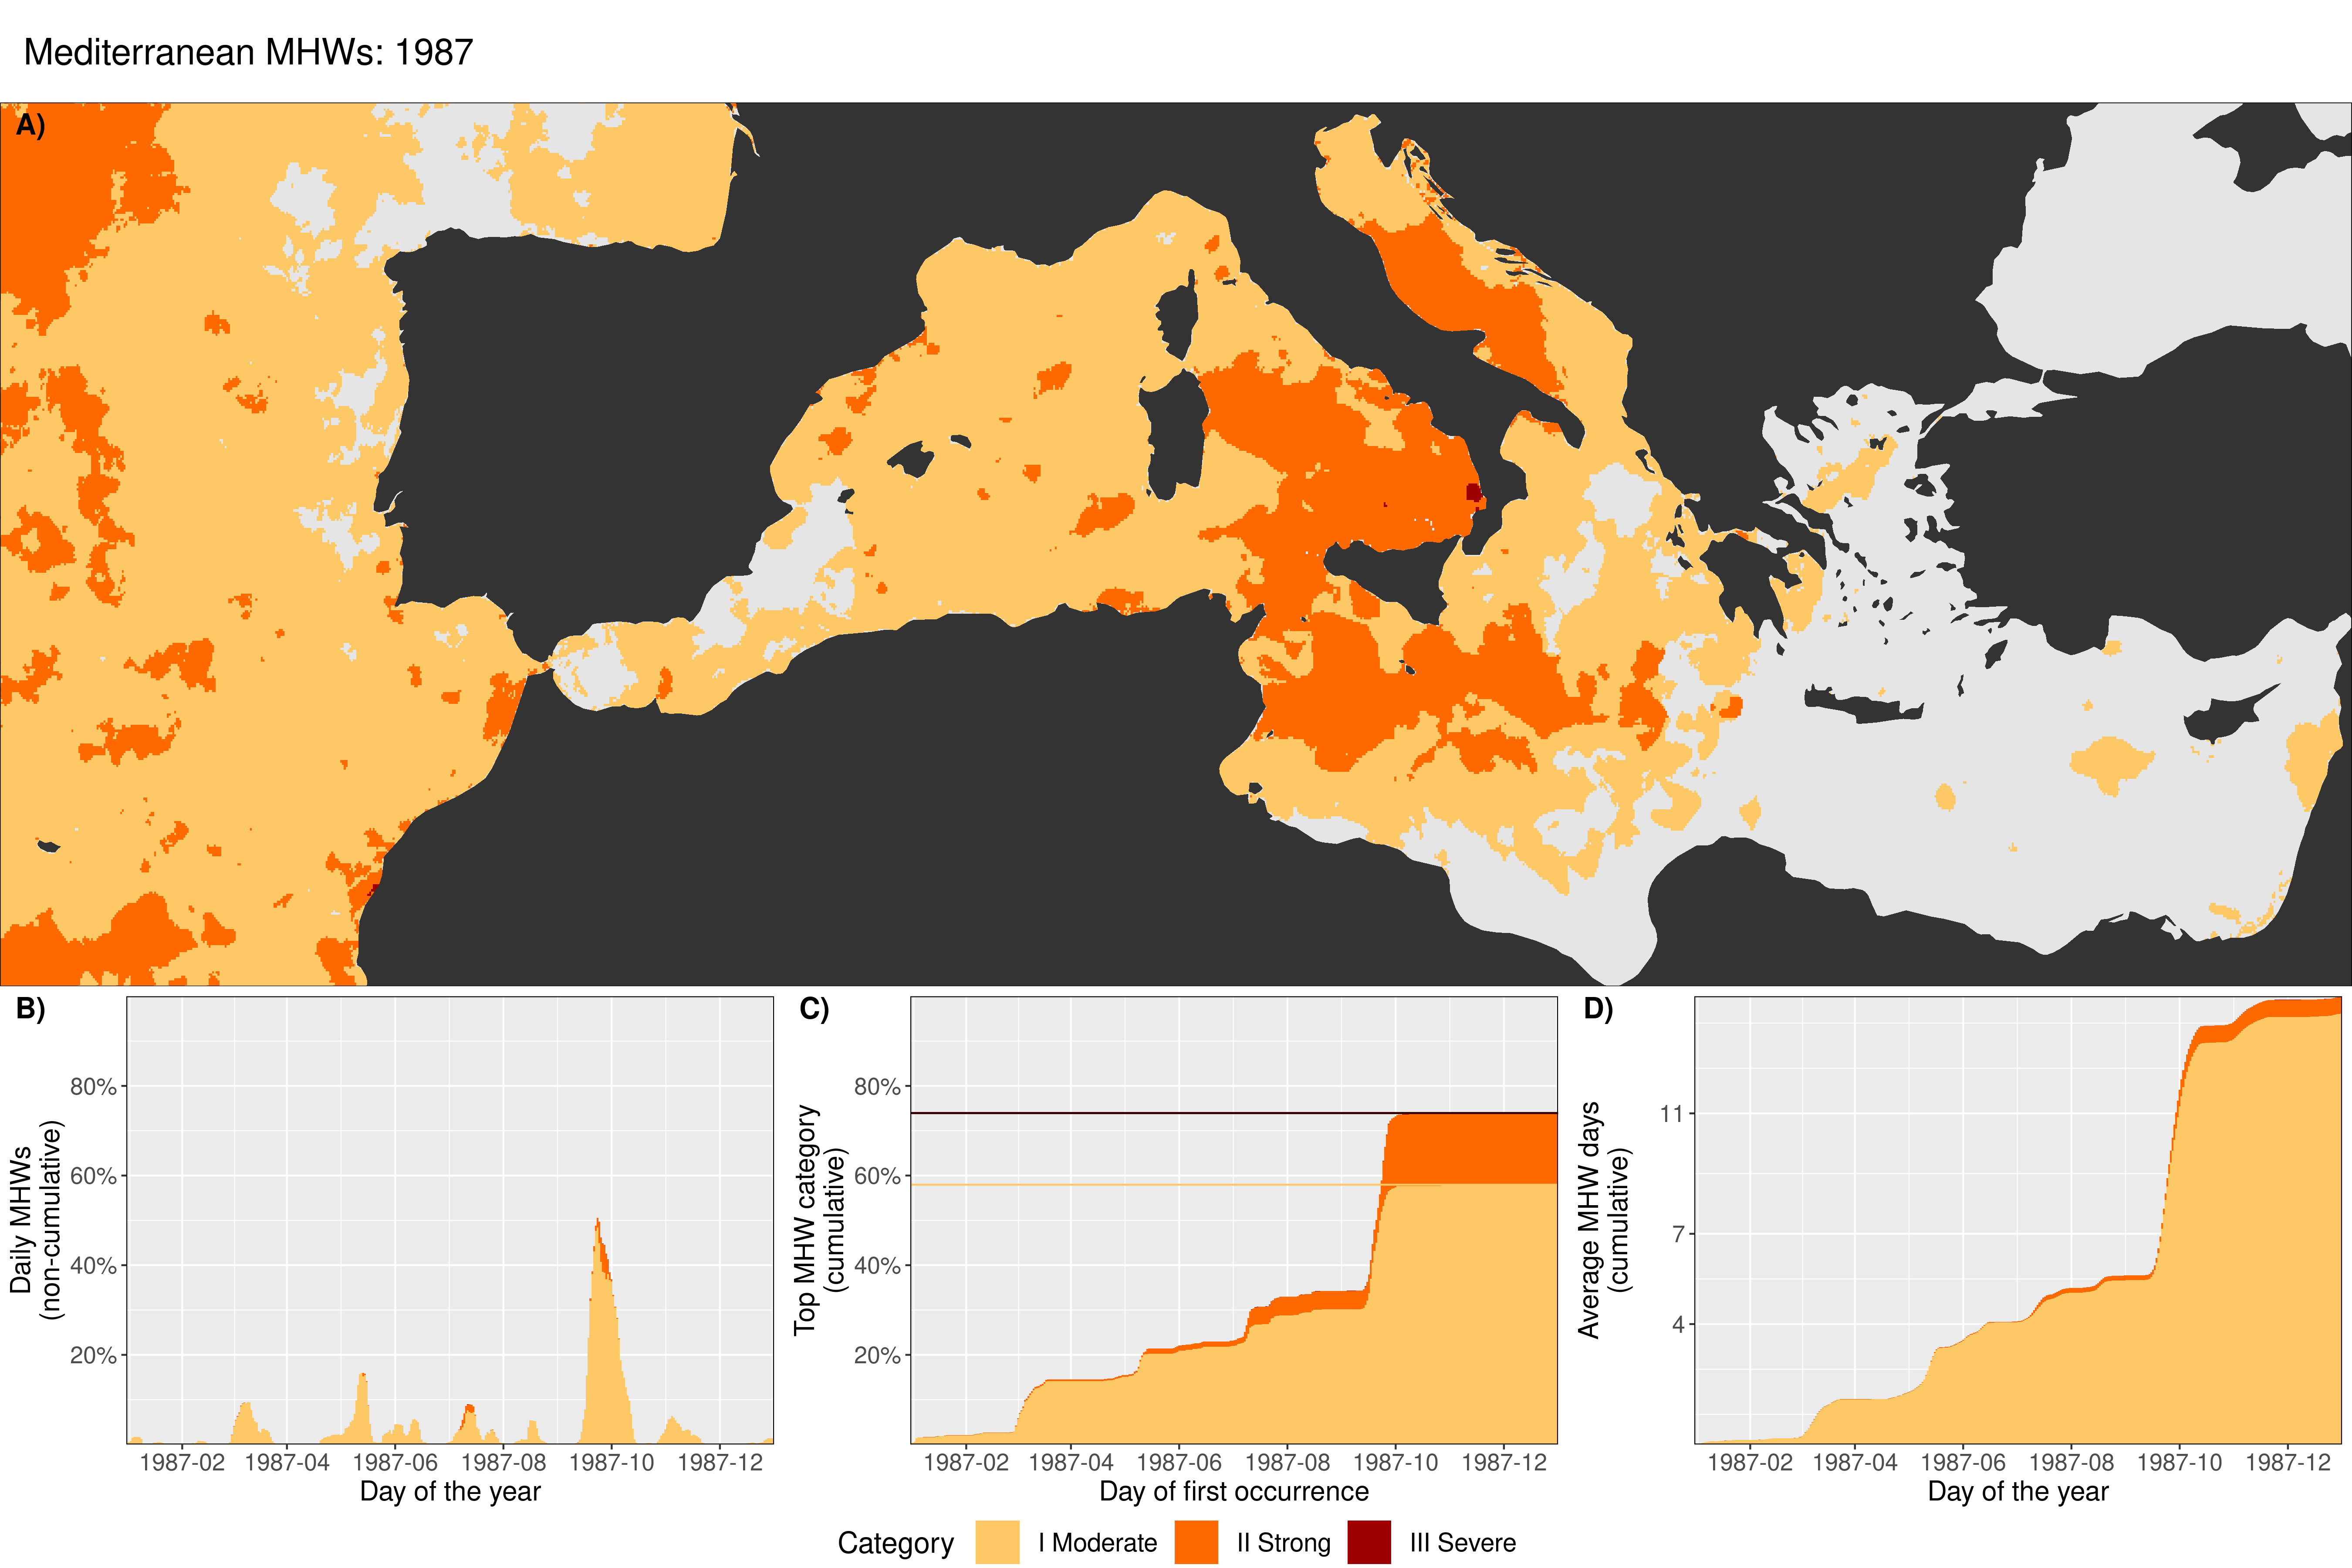 Mediterranean MHWs: 1987
A)
B)
Daily MHWs
(non-cumulative)
80%
60%
40%
20%
1987-02 1987-04 1987-06 1987-08 1987-10 1987-12
Day of the year
C)
Top MHW category
(cumulative)
80%
60%
40%
20%
1987-02 1987-04 1987-06 1987-08 1987-10 1987-12
Day of first occurrence
D)
Average MHW days
(cumulative)
11
7
4
1987-02 1987-04 1987-06 1987-08 1987-10 1987-12
Day of the year
Category I Moderate II Strong III Severe